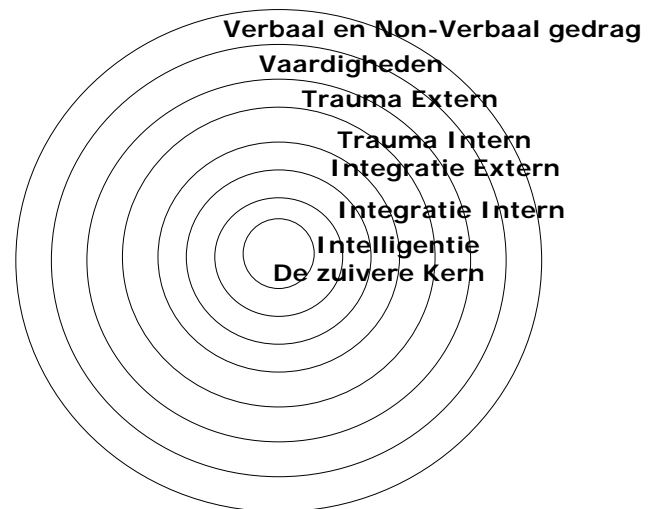 Verbaal en Non-Verbaal gedrag
Vaardigheden
Trauma Extern
Trauma Intern
Integratie Extern
Integratie Intern
Intelligentie
De zuivere Kern